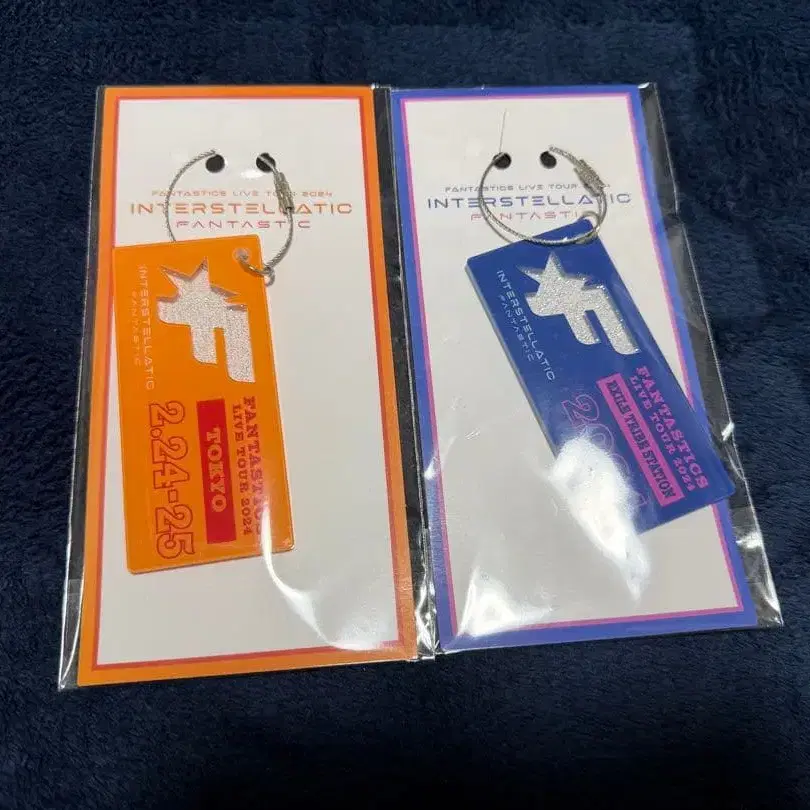 FANTASTICS LIVE TOUR 2024
INTERSTELLATIC
FANTASTIC
INTERSTELLATIC
FANTASTIC
FANTASTICS
LIVE TOUR 2024
TOKYO
2.24-25
FANTASTICS LIVE TOUR
INTERSTELLATIC
FANTASTIC
INTERSTELLATIC
FANTASTIC
FANTASTICS
LIVE TOUR 2024
EXILE TRIBE STATION